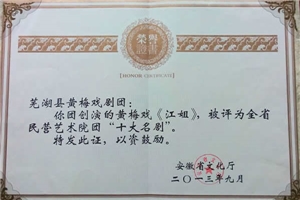 荣誉
证书
HONOR CERTIFICATE
芜湖县黄梅戏剧团：
你团创演的黄梅戏《江姐》，被评为全省
民营艺术院团“十大名剧”。
特发此证，以资鼓励。
安徽省文化厅
二〇一三年九月